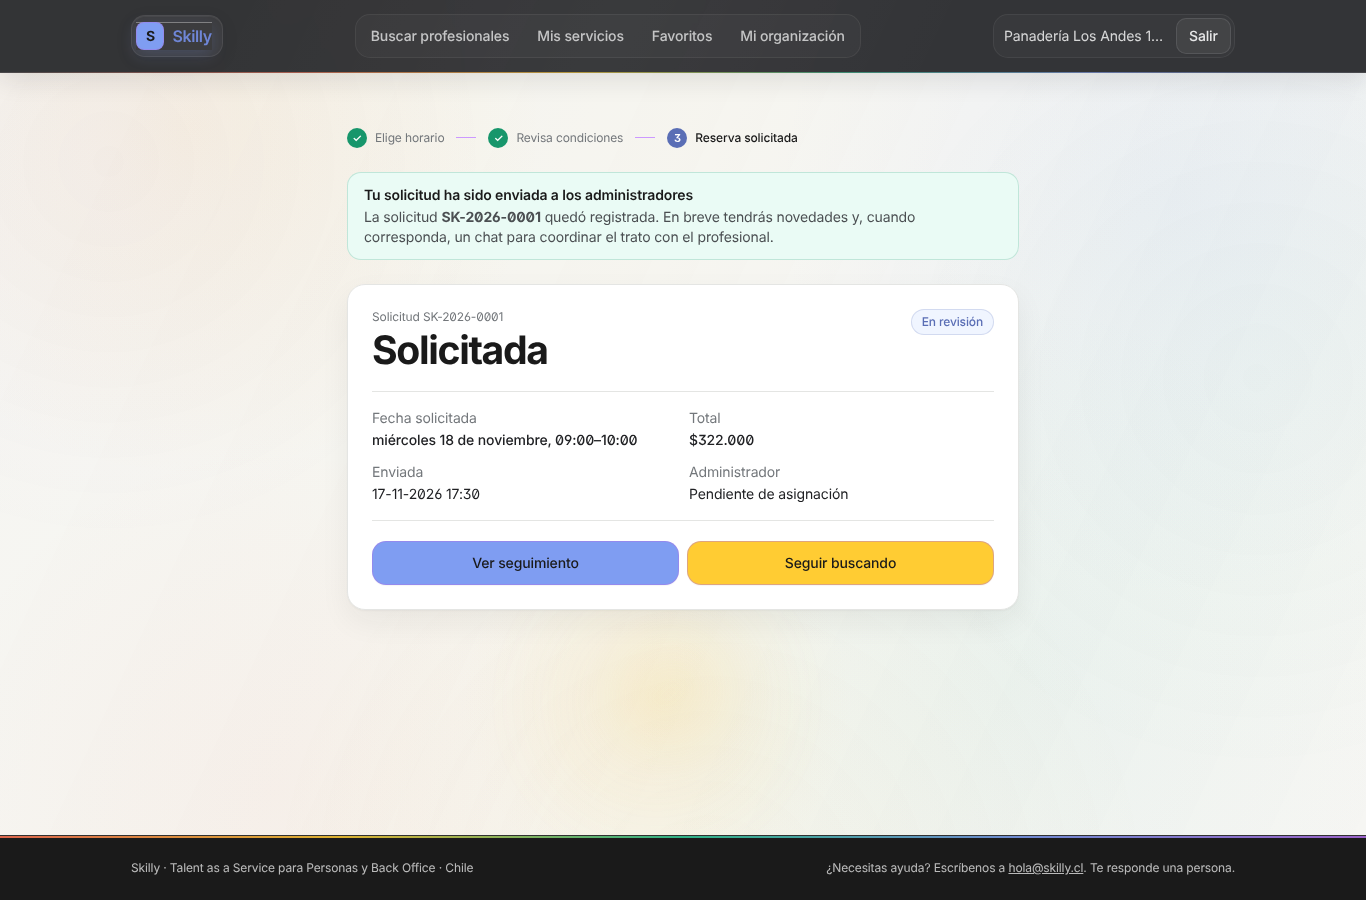 S Skilly
Buscar profesionales Mis servicios Favoritos Mi organización
Panadería Los Andes 1... Salir
Elige horario Revisa condiciones 3 Reserva solicitada
Tu solicitud ha sido enviada a los administradores
La solicitud SK-2026-0001 quedó registrada. En breve tendrás novedades y, cuando
corresponda, un chat para coordinar el trato con el profesional.
Solicitud SK-2026-0001
En revisión
Solicitada
Fecha solicitada Total
miércoles 18 de noviembre, 09:00–10:00 $322.000
Enviada Administrador
17-11-2026 17:30 Pendiente de asignación
Ver seguimiento Seguir buscando
Skilly · Talent as a Service para Personas y Back Office · Chile
¿Necesitas ayuda? Escríbenos a hola@skilly.cl. Te responde una persona.